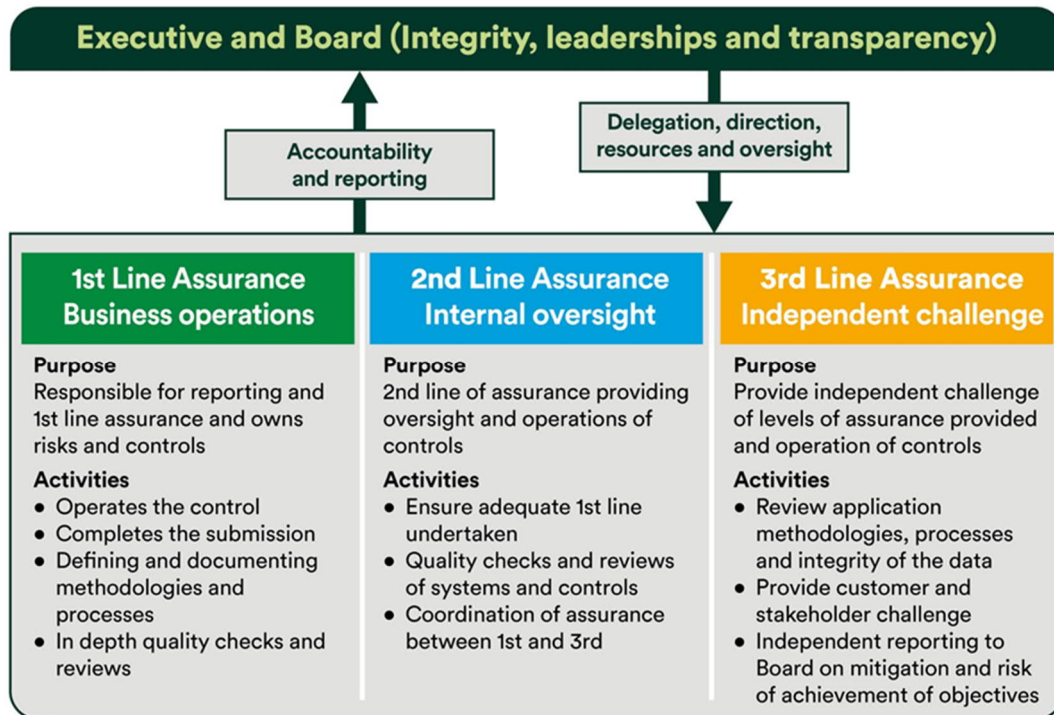 Executive and Board (Integrity, leaderships and transparency)
Accountability
and reporting
Delegation, direction,
resources and oversight
1st Line Assurance
Business operations
Purpose
Responsible for reporting and
1st line assurance and owns
risks and controls
Activities
• Operates the control
• Completes the submission
• Defining and documenting
methodologies and
processes
• In depth quality checks and
reviews
2nd Line Assurance
Internal oversight
Purpose
2nd line of assurance providing
oversight and operations of
controls
Activities
• Ensure adequate 1st line
undertaken
• Quality checks and reviews
of systems and controls
• Coordination of assurance
between 1st and 3rd
3rd Line Assurance
Independent challenge
Purpose
Provide independent challenge
of levels of assurance provided
and operation of controls
Activities
• Review application
methodologies, processes
and integrity of the data
• Provide customer and
stakeholder challenge
• Independent reporting to
Board on mitigation and risk
of achievement of objectives